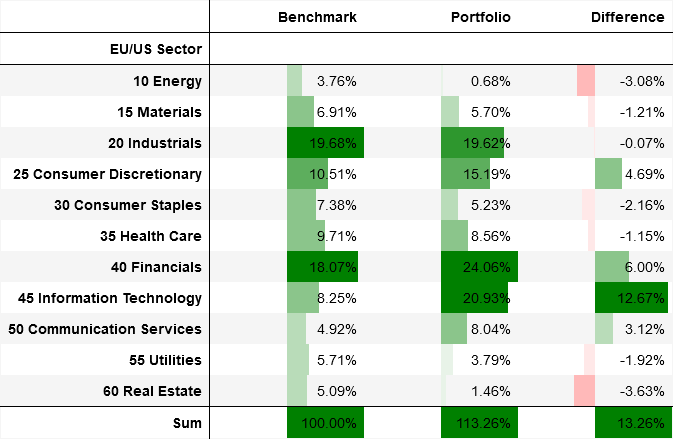 Benchmark Portfolio Difference
EU/US Sector
10 Energy 3.76% 0.68% -3.08%
15 Materials 6.91% 5.70% -1.21%
20 Industrials 19.68% 19.62% -0.07%
25 Consumer Discretionary 10.51% 15.19% 4.69%
30 Consumer Staples 7.38% 5.23% -2.16%
35 Health Care 9.71% 8.56% -1.15%
40 Financials 18.07% 24.06% 6.00%
45 Information Technology 8.25% 20.93% 12.67%
50 Communication Services 4.92% 8.04% 3.12%
55 Utilities 5.71% 3.79% -1.92%
60 Real Estate 5.09% 1.46% -3.63%
Sum 100.00% 113.26% 13.26%